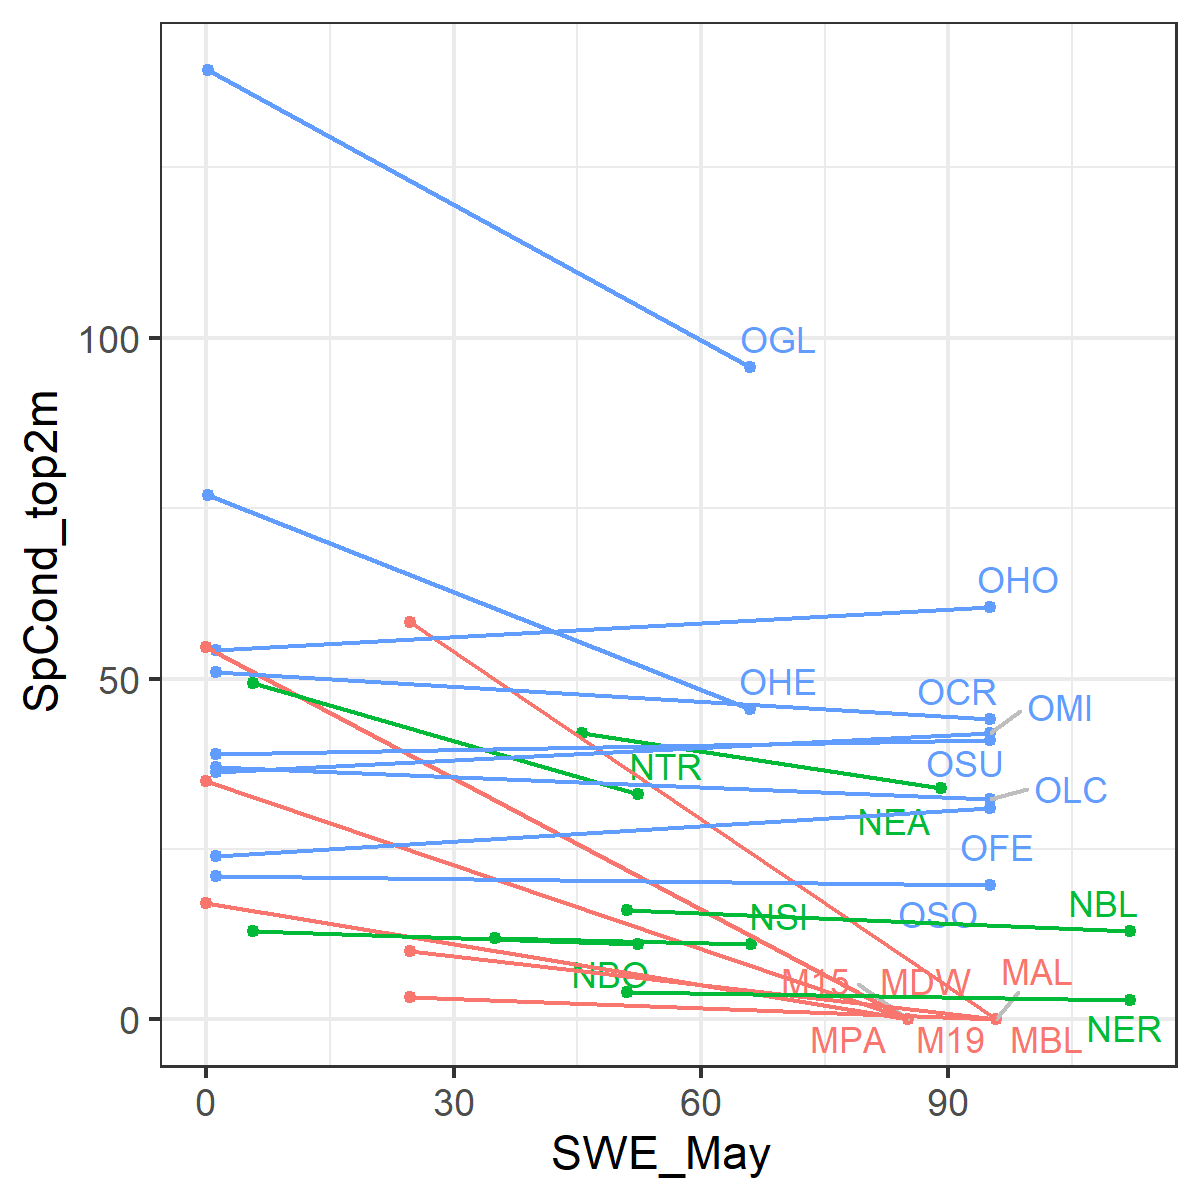 OGL
100
OHO
OHE
OCR
OMI
50
NTR
OSU
OLC
NEA
OFE
NBL
NSI
OSO
NBO
M15
MDW
MAL
0
MPA
M19
MBL
NER
0 30 60 90
SWE_May
SpCond_top2m